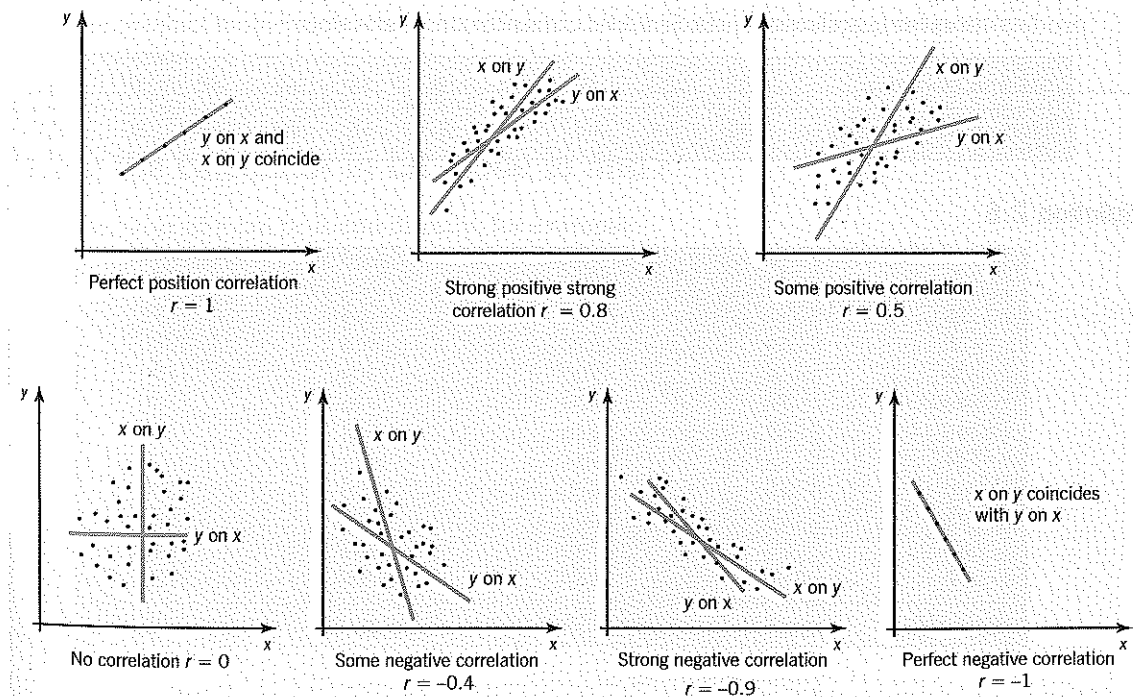 y
x on y
y on x
y on x and
x on y coincide
x
Perfect position correlation
r = 1
y
x on y
y on x
x
Strong positive strong
correlation r = 0.8
y
x on y
y on x
x
Some positive correlation
r = 0.5
y
x on y
y on x
x
No correlation r = 0
y
x on y
y on x
x
Some negative correlation
r = –0.4
y
y on x
x on y
x
Strong negative correlation
r = –0.9
y
x on y coincides
with y on x
x
Perfect negative correlation
r = –1